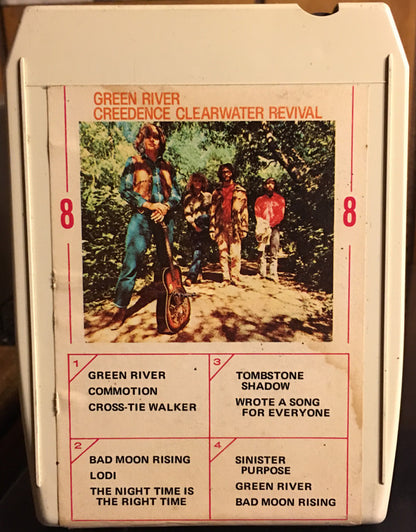 GREEN RIVER
CREEDENCE CLEARWATER REVIVAL
8
8
1
GREEN RIVER
COMMOTION
CROSS-TIE WALKER
2
BAD MOON RISING
LODI
THE NIGHT TIME IS
THE RIGHT TIME
3
TOMBSTONE
SHADOW
WROTE A SONG
FOR EVERYONE
4
SINISTER
PURPOSE
GREEN RIVER
BAD MOON RISING